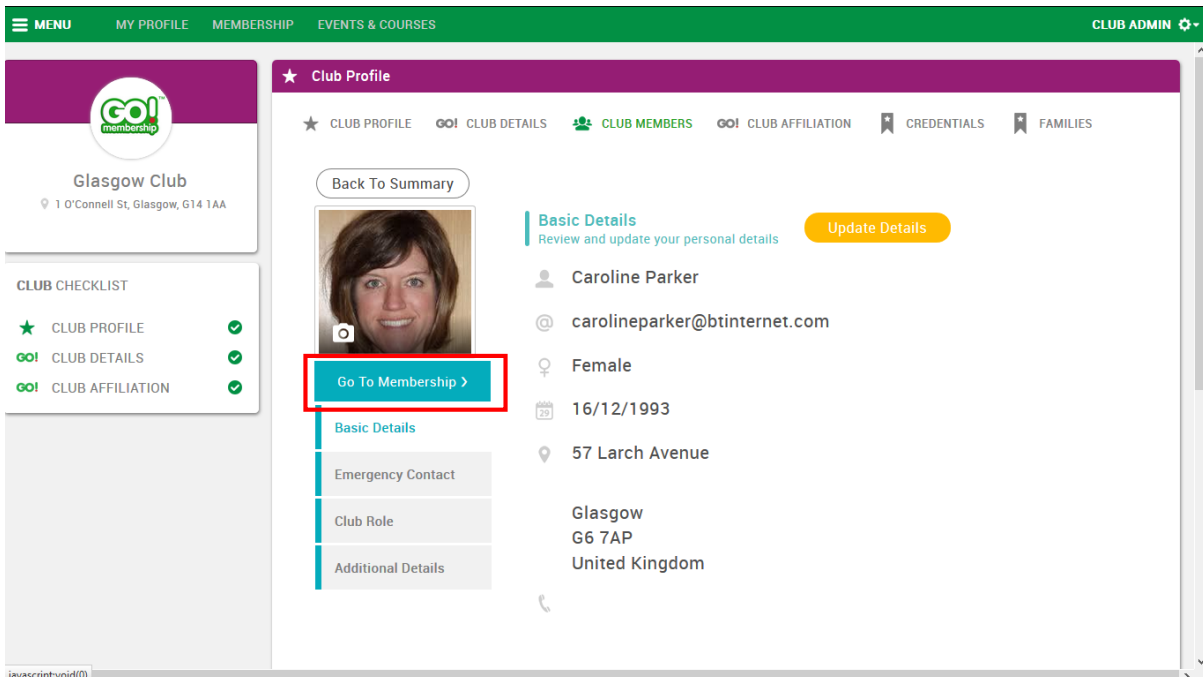 MENU MY PROFILE MEMBERSHIP EVENTS & COURSES CLUB ADMIN
GO!™
membership
Glasgow Club
1 O'Connell St, Glasgow, G14 1AA
CLUB CHECKLIST
CLUB PROFILE
GO! CLUB DETAILS
GO! CLUB AFFILIATION
Club Profile
CLUB PROFILE GO! CLUB DETAILS CLUB MEMBERS GO! CLUB AFFILIATION CREDENTIALS FAMILIES
Back To Summary
Go To Membership >
Basic Details
Emergency Contact
Club Role
Additional Details
Basic Details
Review and update your personal details
Update Details
Caroline Parker
@ carolineparker@btinternet.com
Female
29 16/12/1993
57 Larch Avenue
Glasgow
G6 7AP
United Kingdom
javascript:void(0)